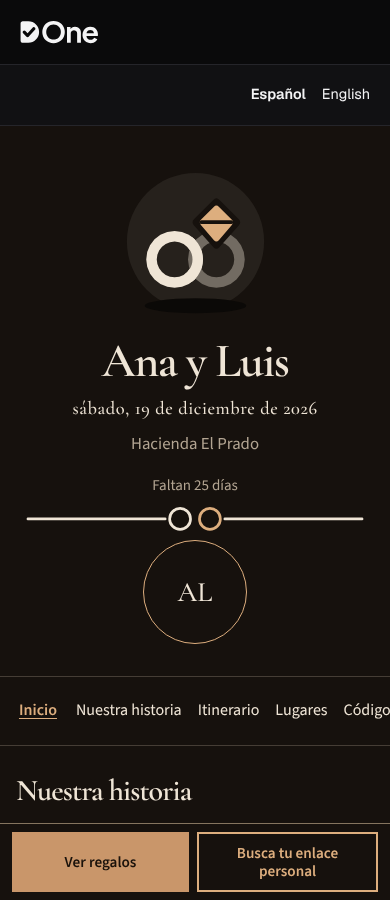 One
Español English
Ana y Luis
sábado, 19 de diciembre de 2026
Hacienda El Prado
Faltan 25 días
AL
Inicio Nuestra historia Itinerario Lugares Código
Nuestra historia
Ver regalos
Busca tu enlace
personal